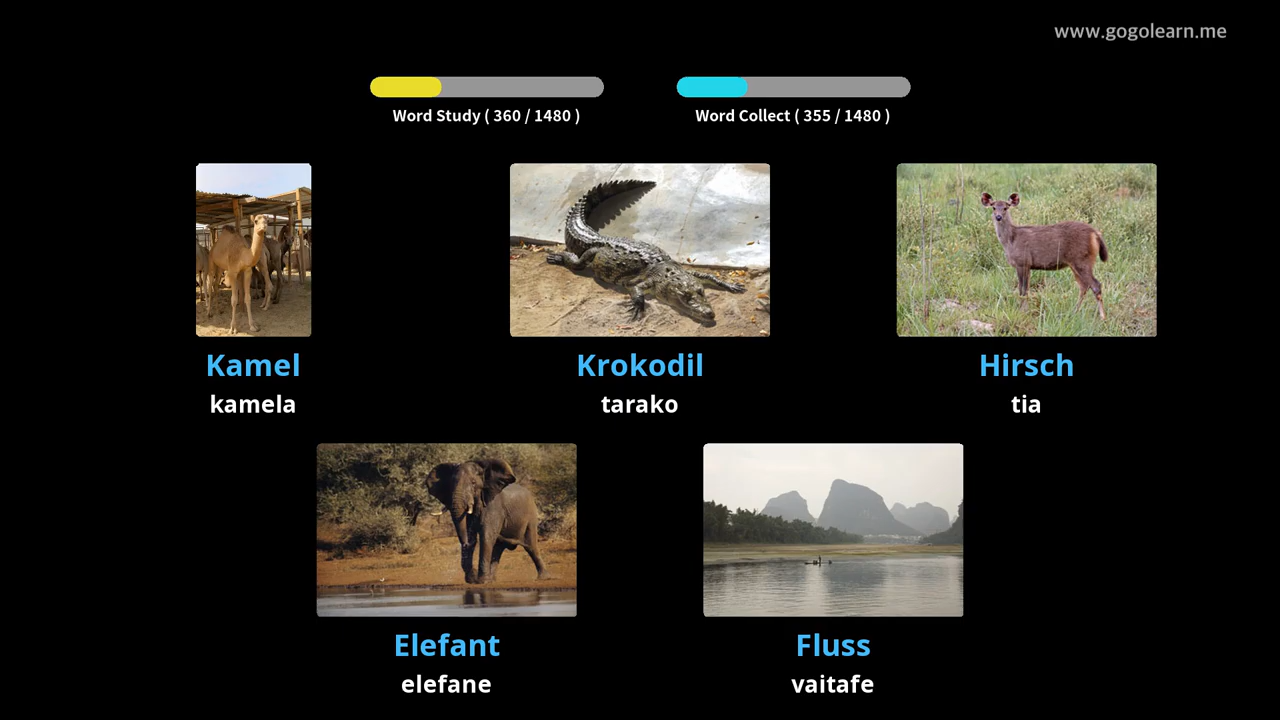 www.gogolearn.me
Word Study ( 360 / 1480 )
Word Collect ( 355 / 1480 )
Kamel
kamela
Krokodil
tarako
Hirsch
tia
Elefant
elefane
Fluss
vaitafe